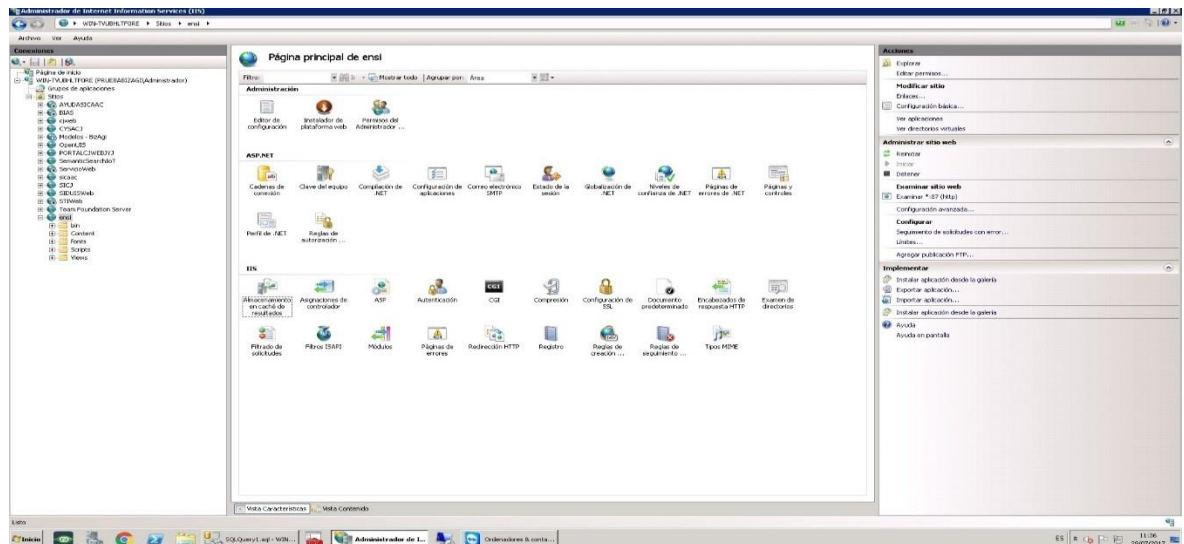 Administrador de Internet Information Services (IIS)
WIN-TVUBHLTFORE ▸ Sitios ▸ ensi ▸
Archivo Ver Ayuda
Conexiones
Página de inicio
Grupos de aplicaciones
Sitios
AYUDASICAAC
BIAS
cjweb
CYSACJ
Modelos - BizAgi
OpenUES
PORTALCJWEBJVJ
ServicioWeb
sicaac
SICJ
SIDUISWeb
STIWeb
Team Foundation Server
ensi
bin
Content
Fonts
Scripts
Views
Página principal de ensi
Filtro: Mostrar todo Agrupar por: Área
Administración
Editor de configuración
Instalador de plataforma web
Permisos del Administrador ...
ASP.NET
Cadenas de conexión
Clave del equipo
Compilación de .NET
Configuración de aplicaciones
Correo electrónico SMTP
Estado de la sesión
Globalización de .NET
Niveles de confianza de .NET
Páginas de errores de .NET
Páginas y controles
Perfil de .NET
Reglas de autorización ...
IIS
Almacenamiento en caché de resultados
Asignaciones de controlador
ASP
Autenticación
CGI
CGI
Compresión
Configuración de SSL
Documento predeterminado
Encabezados de respuesta HTTP
Examen de directorios
Filtrado de solicitudes
Filtros ISAPI
Módulos
Páginas de errores
Redirección HTTP
Registro
Reglas de creación ...
Reglas de seguimiento ...
Tipos MIME
Vista Características
Vista Contenido
Acciones
Explorar
Editar permisos...
Modificar sitio
Enlaces...
Configuración básica...
Ver aplicaciones
Ver directorios virtuales
Administrar sitio web
Reiniciar
Iniciar
Detener
Examinar sitio web
Examinar *:87 (http)
Configuración avanzada...
Configurar
Seguimiento de solicitudes con error...
Límites...
Agregar publicación FTP...
Implementar
Instalar aplicación desde la galería
Exportar aplicación...
Importar aplicación...
Instalar aplicación desde la galería
Ayuda
Ayuda en pantalla
Listo
Inicio
SQLQuery1.sql - WIN...
Administrador de I...
Ordenadores & conta...
ES
11:36